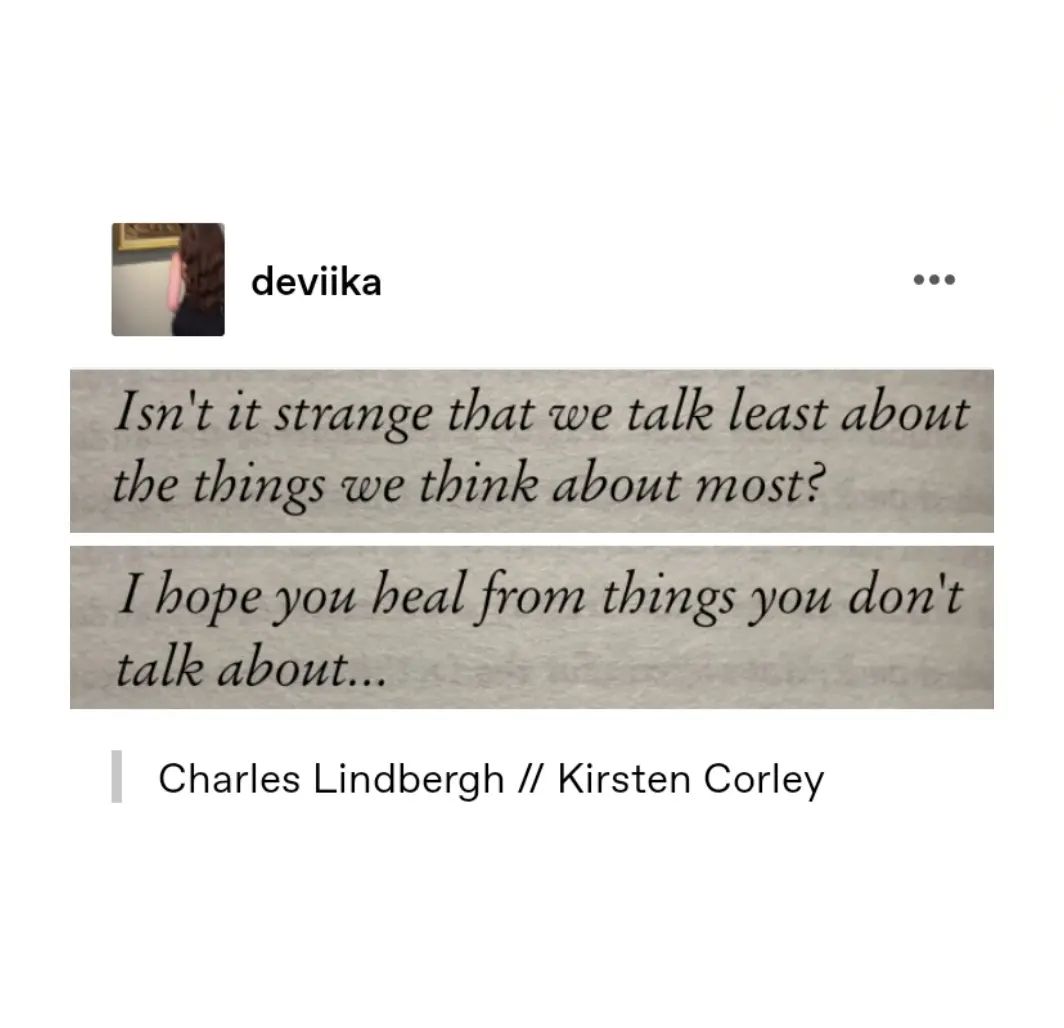 deviika
Isn't it strange that we talk least about
the things we think about most?
I hope you heal from things you don't
talk about...
Charles Lindbergh // Kirsten Corley